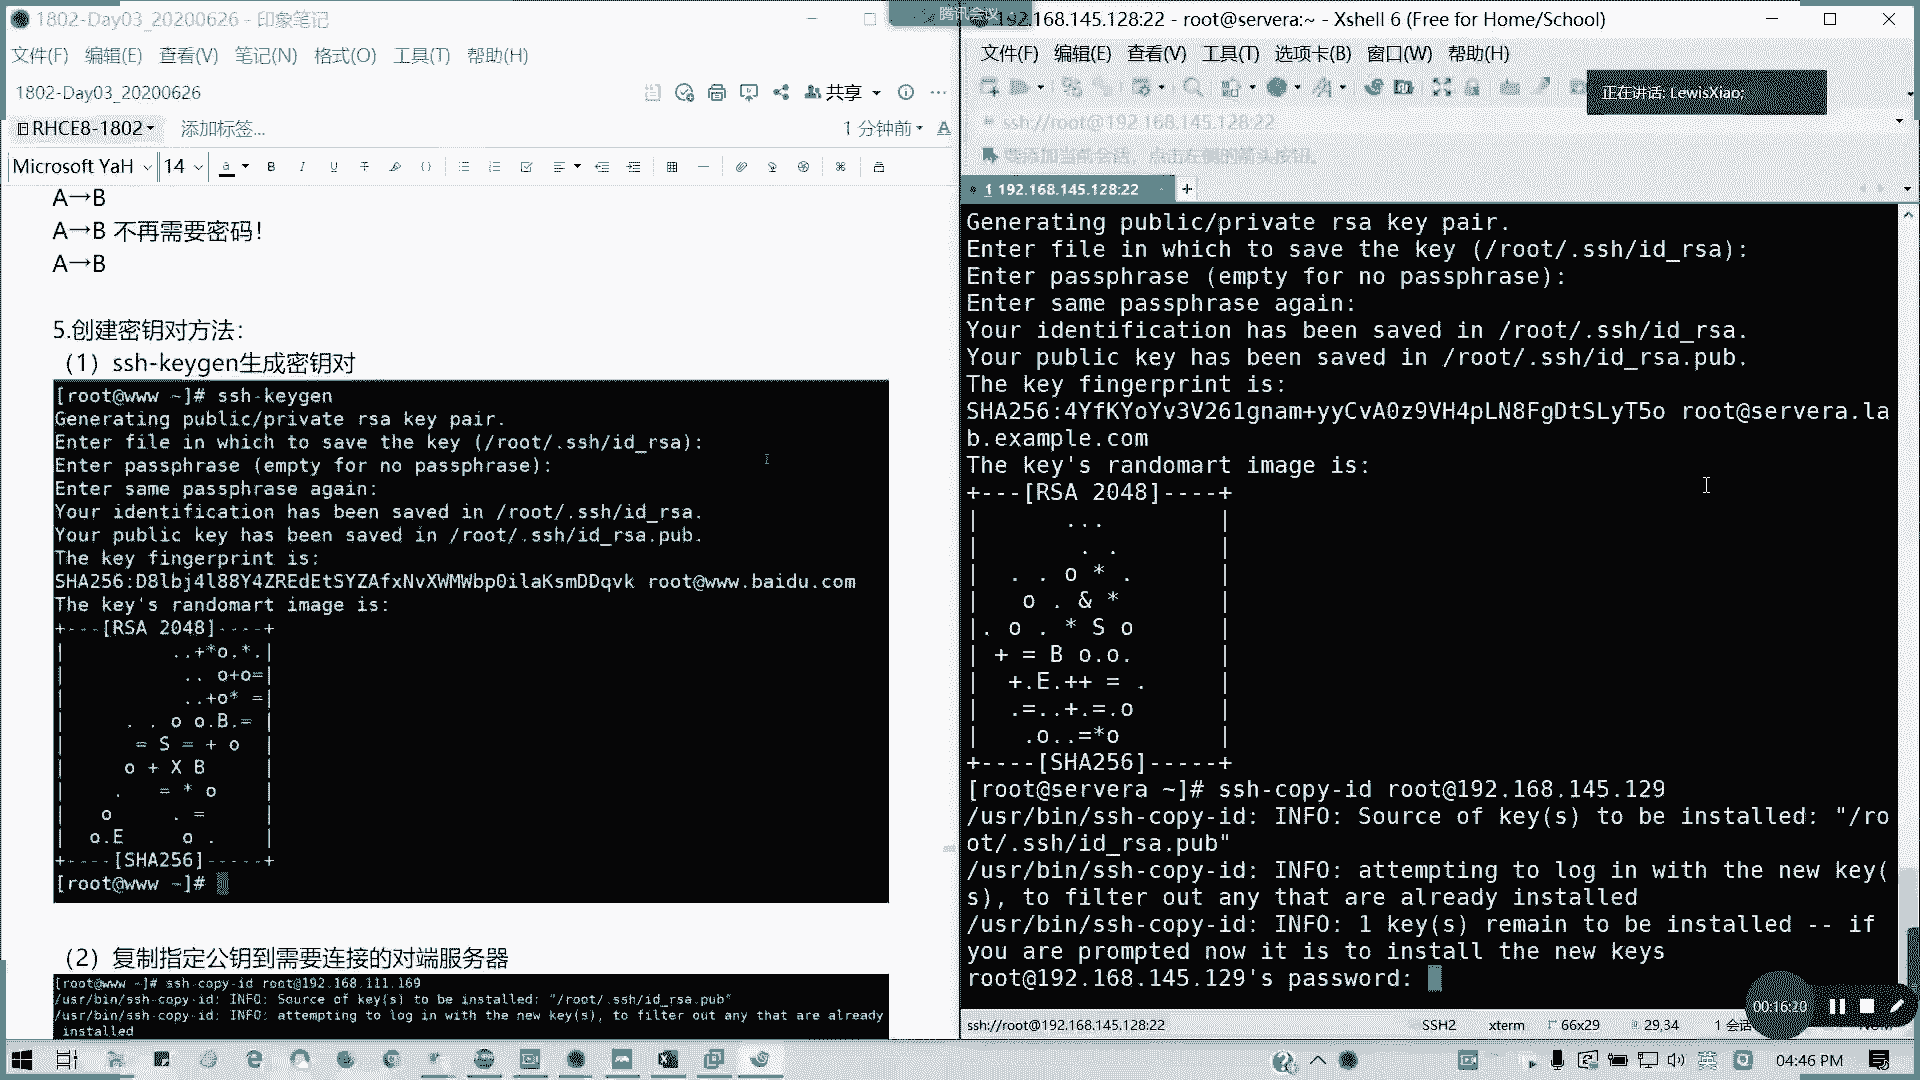 1802-Day03_20200626 - 印象笔记
文件(F) 编辑(E) 查看(V) 笔记(N) 格式(O) 工具(T) 帮助(H)
1802-Day03_20200626
共享
RHCE8-1802
添加标签...
1 分钟前
Microsoft YaH 14
A→B
A→B 不再需要密码！
A→B
5.创建密钥对方法：
（1）ssh-keygen生成密钥对
[root@www ~]# ssh-keygen
Generating public/private rsa key pair.
Enter file in which to save the key (/root/.ssh/id_rsa):
Enter passphrase (empty for no passphrase):
Enter same passphrase again:
Your identification has been saved in /root/.ssh/id_rsa.
Your public key has been saved in /root/.ssh/id_rsa.pub.
The key fingerprint is:
SHA256:D8lbj4l88Y4ZREdEtSYZAfxNvXWMWbp0ilaKsmDDqvk root@www.baidu.com
The key's randomart image is:
+---[RSA 2048]----+
|         ..+*o.*.|
|          .. o+o=|
|         ..+o* =|
|     . . o o.B.= |
|      = S = + o  |
|     o + X B     |
|    .   = * o    |
|   o     . =     |
|  o.E     o .    |
+----[SHA256]-----+
[root@www ~]#
（2）复制指定公钥到需要连接的对端服务器
[root@www ~]# ssh-copy-id root@192.168.111.169
/usr/bin/ssh-copy-id: INFO: Source of key(s) to be installed: "/root/.ssh/id_rsa.pub"
/usr/bin/ssh-copy-id: INFO: attempting to log in with the new key(s), to filter out any that are already
installed
腾讯会议
192.168.145.128:22 - root@servera:~ - Xshell 6 (Free for Home/School)
文件(F) 编辑(E) 查看(V) 工具(T) 选项卡(B) 窗口(W) 帮助(H)
正在讲话: LewisXiao;
ssh://root@192.168.145.128:22
要添加当前会话，点击左侧的箭头按钮。
1 192.168.145.128:22
Generating public/private rsa key pair.
Enter file in which to save the key (/root/.ssh/id_rsa):
Enter passphrase (empty for no passphrase):
Enter same passphrase again:
Your identification has been saved in /root/.ssh/id_rsa.
Your public key has been saved in /root/.ssh/id_rsa.pub.
The key fingerprint is:
SHA256:4YfKYoYv3V261gnam+yyCvA0z9VH4pLN8FgDtSLyT5o root@servera.la
b.example.com
The key's randomart image is:
+---[RSA 2048]----+
|      ...        |
|       . .       |
|  . . o * .      |
|   o . & *       |
|. o . * S o      |
| + = B o.o.      |
|  +.E.++ = .     |
|  .=..+.=.o      |
|   .o..=*o       |
+----[SHA256]-----+
[root@servera ~]# ssh-copy-id root@192.168.145.129
/usr/bin/ssh-copy-id: INFO: Source of key(s) to be installed: "/ro
ot/.ssh/id_rsa.pub"
/usr/bin/ssh-copy-id: INFO: attempting to log in with the new key(
s), to filter out any that are already installed
/usr/bin/ssh-copy-id: INFO: 1 key(s) remain to be installed -- if
you are prompted now it is to install the new keys
root@192.168.145.129's password:
00:16:20
ssh://root@192.168.145.128:22 SSH2 xterm 66x29 29,34 1 会话
英
04:46 PM